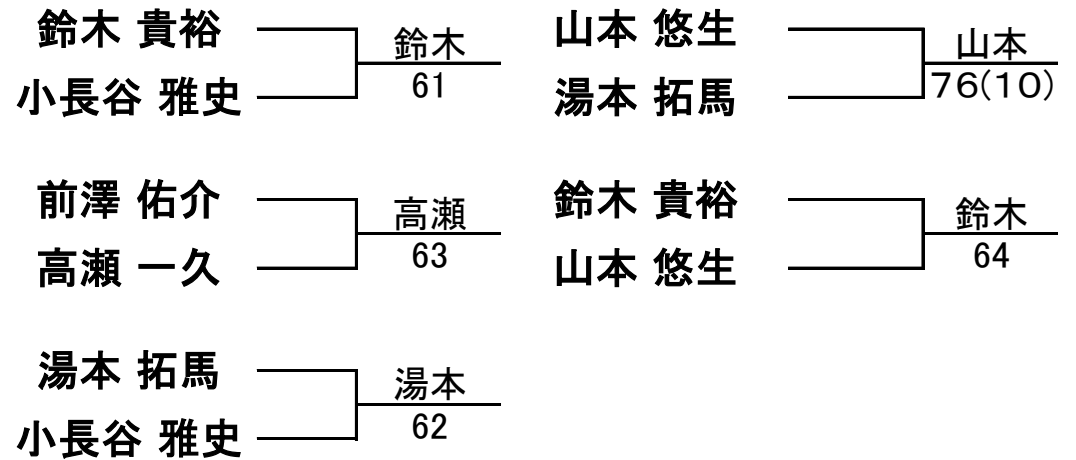 鈴木 貴裕
鈴木
小長谷 雅史
61
前澤 佑介
高瀬
高瀬 一久
63
湯本 拓馬
湯本
小長谷 雅史
62
山本 悠生
山本
湯本 拓馬
76(10)
鈴木 貴裕
鈴木
山本 悠生
64